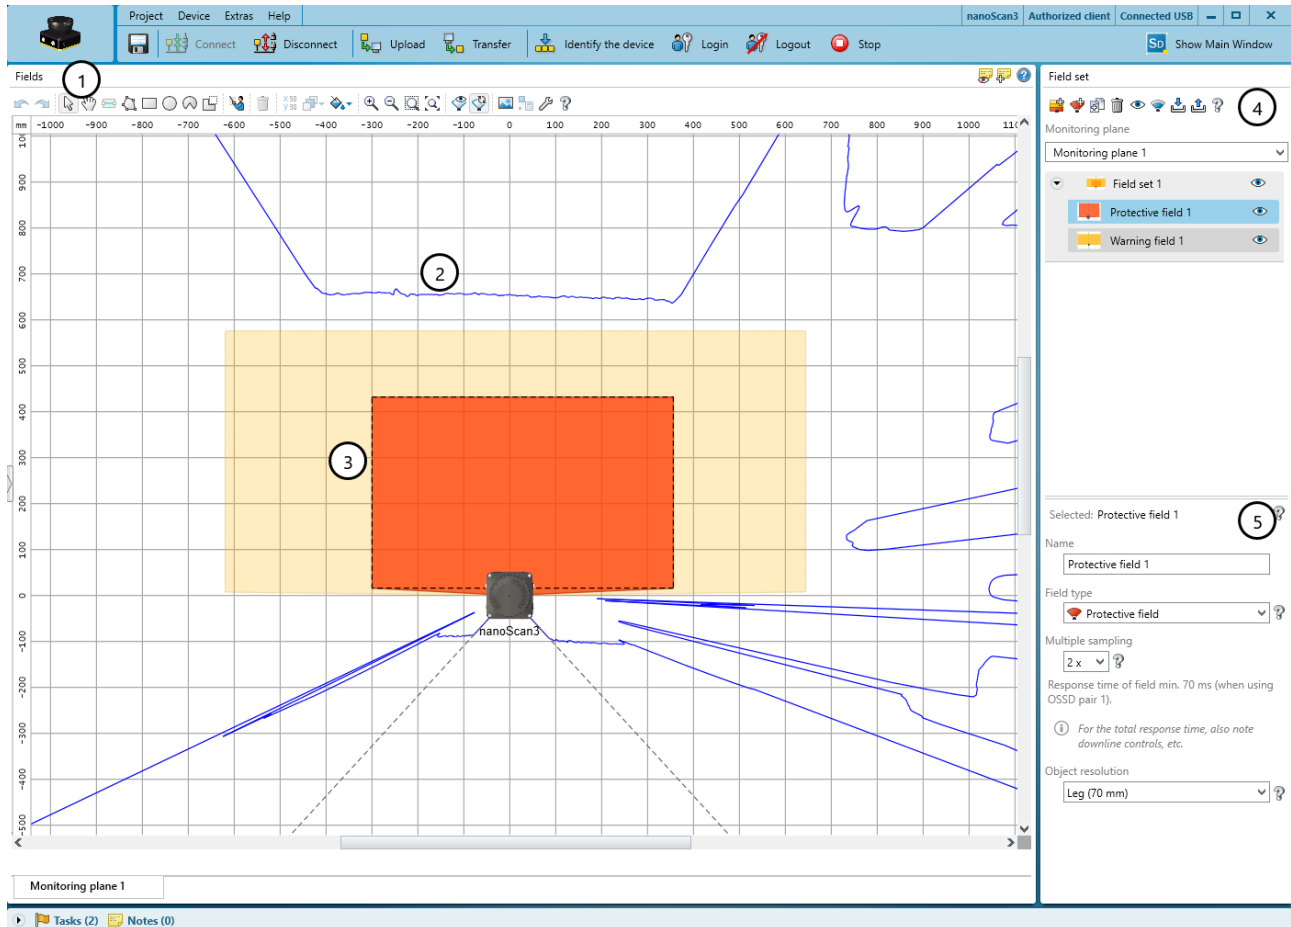 Project Device Extras Help nanoScan3 Authorized client Connected USB
Connect Disconnect Upload Transfer Identify the device Login Logout Stop SD Show Main Window
Fields
1
Field set
4
mm -1000 -900 -800 -700 -600 -500 -400 -300 -200 -100 0 100 200 300 400 500 600 700 800 900 1000
Monitoring plane
Monitoring plane 1
Field set 1
Protective field 1
Warning field 1
900
800
700
600
500
400
300
200
100
0
-100
-200
-300
-400
-500
2
3
nanoScan3
Selected: Protective field 1
5
Name
Protective field 1
Field type
Protective field
Multiple sampling
2 x
Response time of field min. 70 ms (when using
OSSD pair 1).
For the total response time, also note
downline controls, etc.
Object resolution
Leg (70 mm)
Monitoring plane 1
Tasks (2) Notes (0)